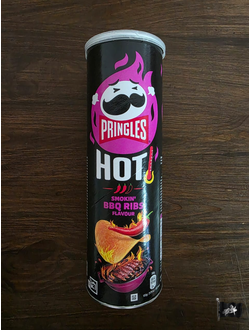 PRINGLES
HOT
SMOKIN'
BBQ RIBS
FLAVOUR